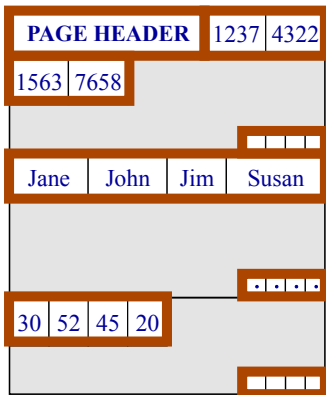 PAGE HEADER 1237 4322
1563 7658
Jane John Jim Susan
. . . .
30 52 45 20